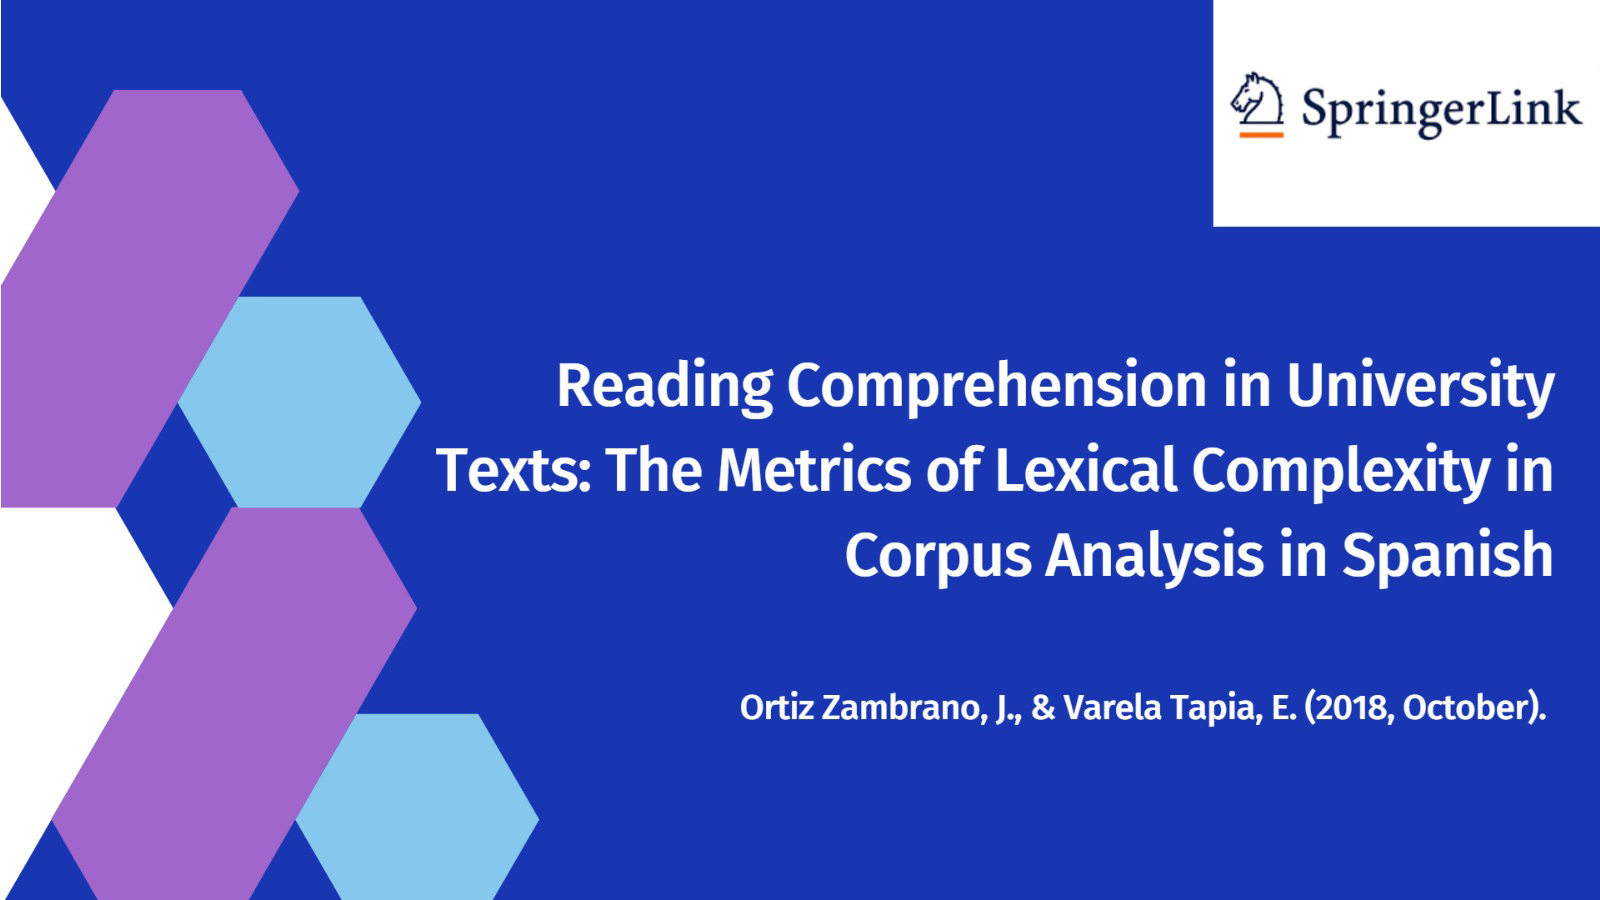 SpringerLink
Reading Comprehension in University
Texts: The Metrics of Lexical Complexity in
Corpus Analysis in Spanish
Ortiz Zambrano, J., & Varela Tapia, E. (2018, October).